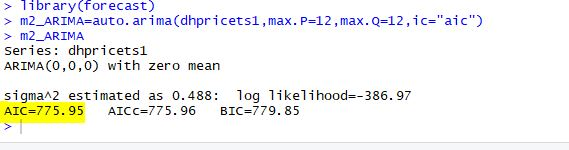 > library(forecast)
> m2_ARIMA=auto.arima(dhpricets1,max.P=12,max.Q=12,ic="aic")
> m2_ARIMA
Series: dhpricets1
ARIMA(0,0,0) with zero mean
sigma^2 estimated as 0.488:  log likelihood=-386.97
AIC=775.95   AICc=775.96   BIC=779.85
>